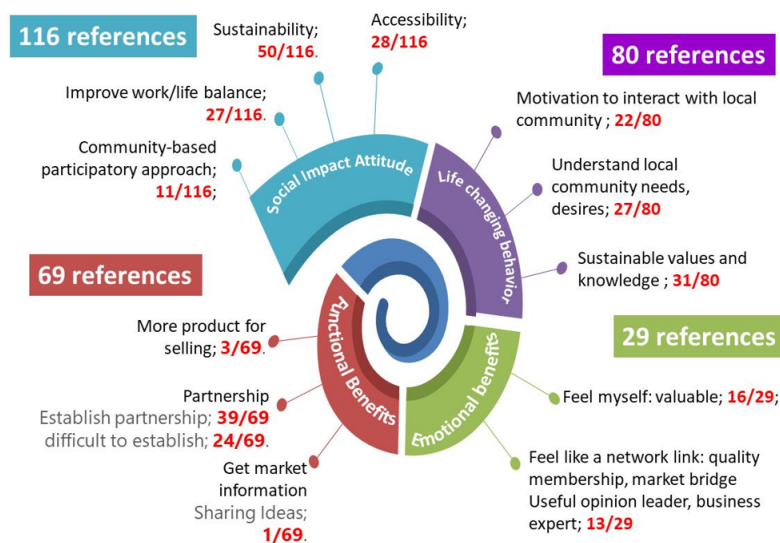 116 references
Sustainability;
50/116.
Accessibility;
28/116
Improve work/life balance;
27/116.
Community-based
participatory approach;
11/116;
Social Impact Attitude
80 references
Motivation to interact with local
community ; 22/80
Understand local
community needs,
desires; 27/80
Sustainable values and
knowledge ; 31/80
Life changing behavior
69 references
More product for
selling; 3/69.
Partnership
Establish partnership; 39/69
difficult to establish; 24/69.
Get market
information
Sharing Ideas;
1/69.
Functional Benefits
29 references
Feel myself: valuable; 16/29;
Feel like a network link: quality
membership, market bridge
Useful opinion leader, business
expert; 13/29
Emotional benefits